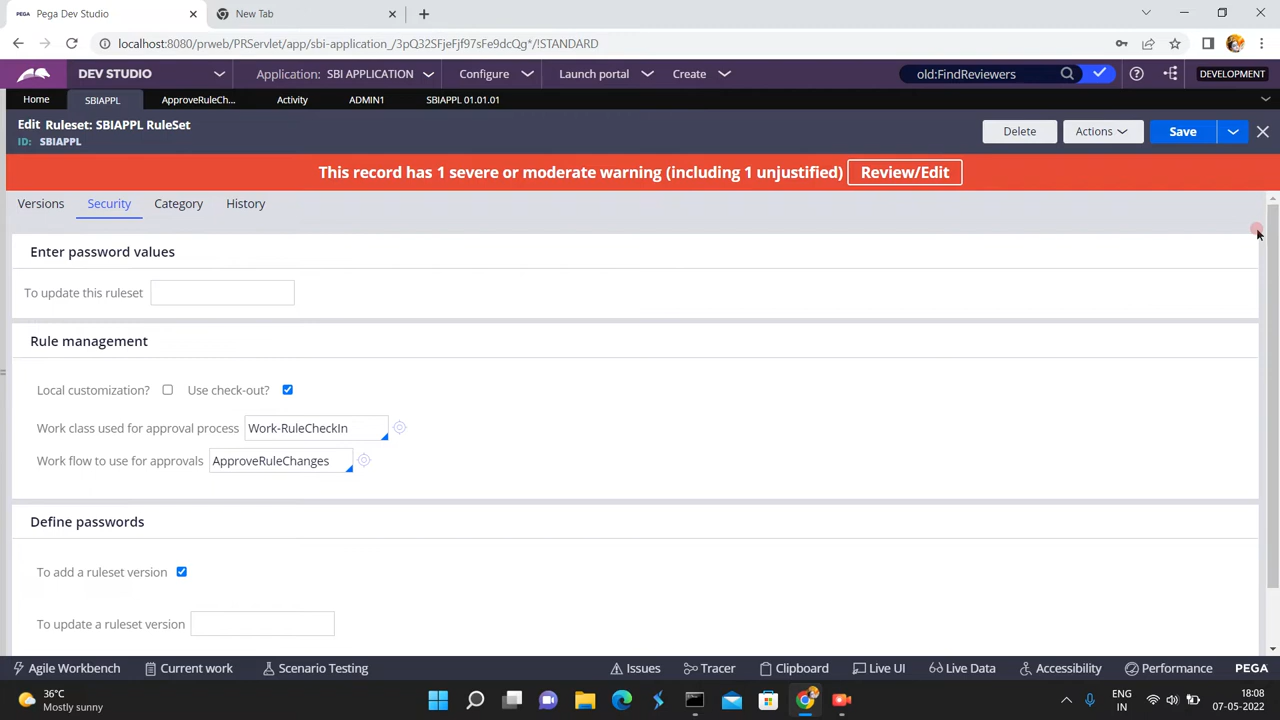 Pega Dev Studio
New Tab
localhost:8080/prweb/PRServlet/app/sbi-application_/3pQ32SFjeFjf97sFe9dcQg*/!STANDARD
DEV STUDIO
Application: SBI APPLICATION
Configure
Launch portal
Create
old:FindReviewers
DEVELOPMENT
Home
SBIAPPL
ApproveRuleCh...
Activity
ADMIN1
SBIAPPL 01.01.01
Edit Ruleset: SBIAPPL RuleSet
ID: SBIAPPL
Delete
Actions
Save
This record has 1 severe or moderate warning (including 1 unjustified)
Review/Edit
Versions
Security
Category
History
Enter password values
To update this ruleset
Rule management
Local customization?
Use check-out?
Work class used for approval process
Work-RuleCheckIn
Work flow to use for approvals
ApproveRuleChanges
Define passwords
To add a ruleset version
To update a ruleset version
Agile Workbench
Current work
Scenario Testing
Issues
Tracer
Clipboard
Live UI
Live Data
Accessibility
Performance
PEGA
36°C
Mostly sunny
ENG
IN
18:08
07-05-2022